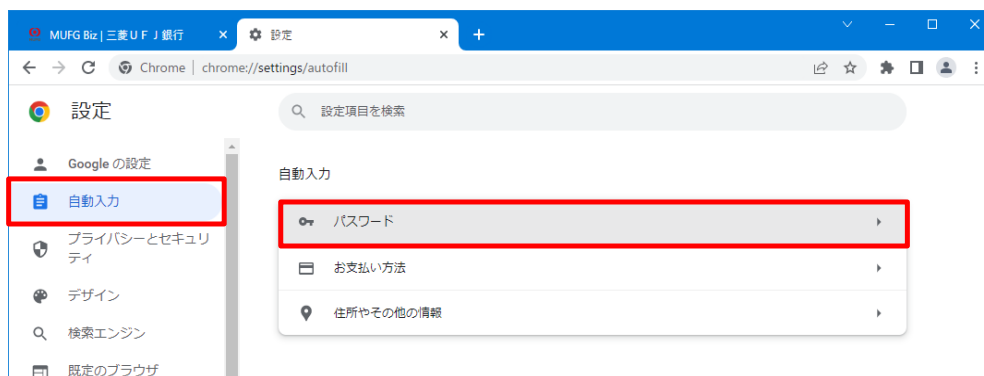 MUFG Biz | 三菱UFJ銀行
設定
Chrome | chrome://settings/autofill
設定
設定項目を検索
Google の設定
自動入力
プライバシーとセキュリ
ティ
デザイン
検索エンジン
既定のブラウザ
自動入力
パスワード
お支払い方法
住所やその他の情報